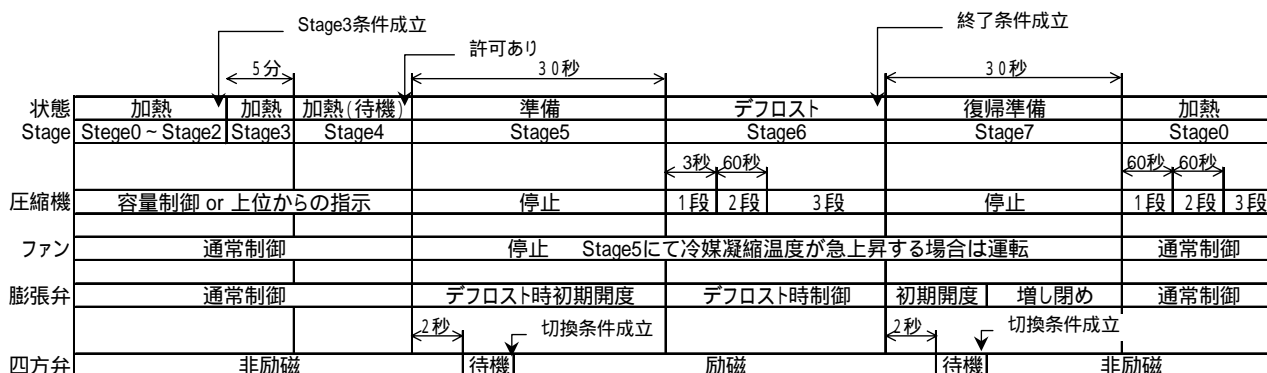 Stage3条件成立 終了条件成立
許可あり
5分 30秒 30秒
状態 加熱 加熱 加熱(待機) 準備 デフロスト 復帰準備 加熱
Stage Stege0~Stage2 Stage3 Stage4 Stage5 Stage6 Stage7 Stage0
3秒 60秒 60秒 60秒
圧縮機 容量制御 or 上位からの指示 停止 1段 2段 3段 停止 1段 2段 3段
ファン 通常制御 停止 Stage5にて冷媒凝縮温度が急上昇する場合は運転 通常制御
膨張弁 通常制御 デフロスト時初期開度 デフロスト時制御 初期開度 増し閉め 通常制御
2秒 切換条件成立 2秒 切換条件成立
四方弁 非励磁 待機 励磁 待機 非励磁